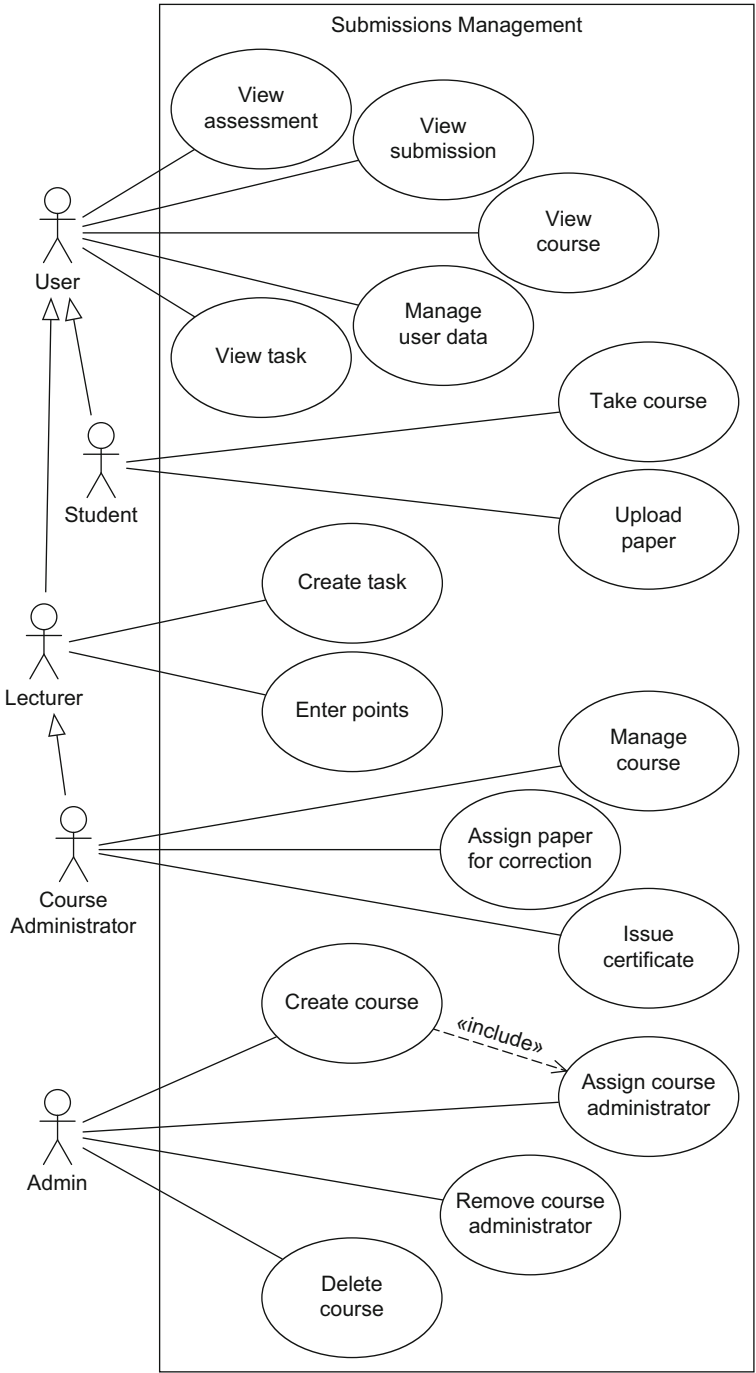 Submissions Management
View
assessment
View
submission
View
course
User
Manage
user data
View task
Take course
Student
Upload
paper
Create task
Lecturer
Enter points
Manage
course
Assign paper
for correction
Course
Administrator
Issue
certificate
Create course
«include»
Assign course
administrator
Admin
Remove course
administrator
Delete
course